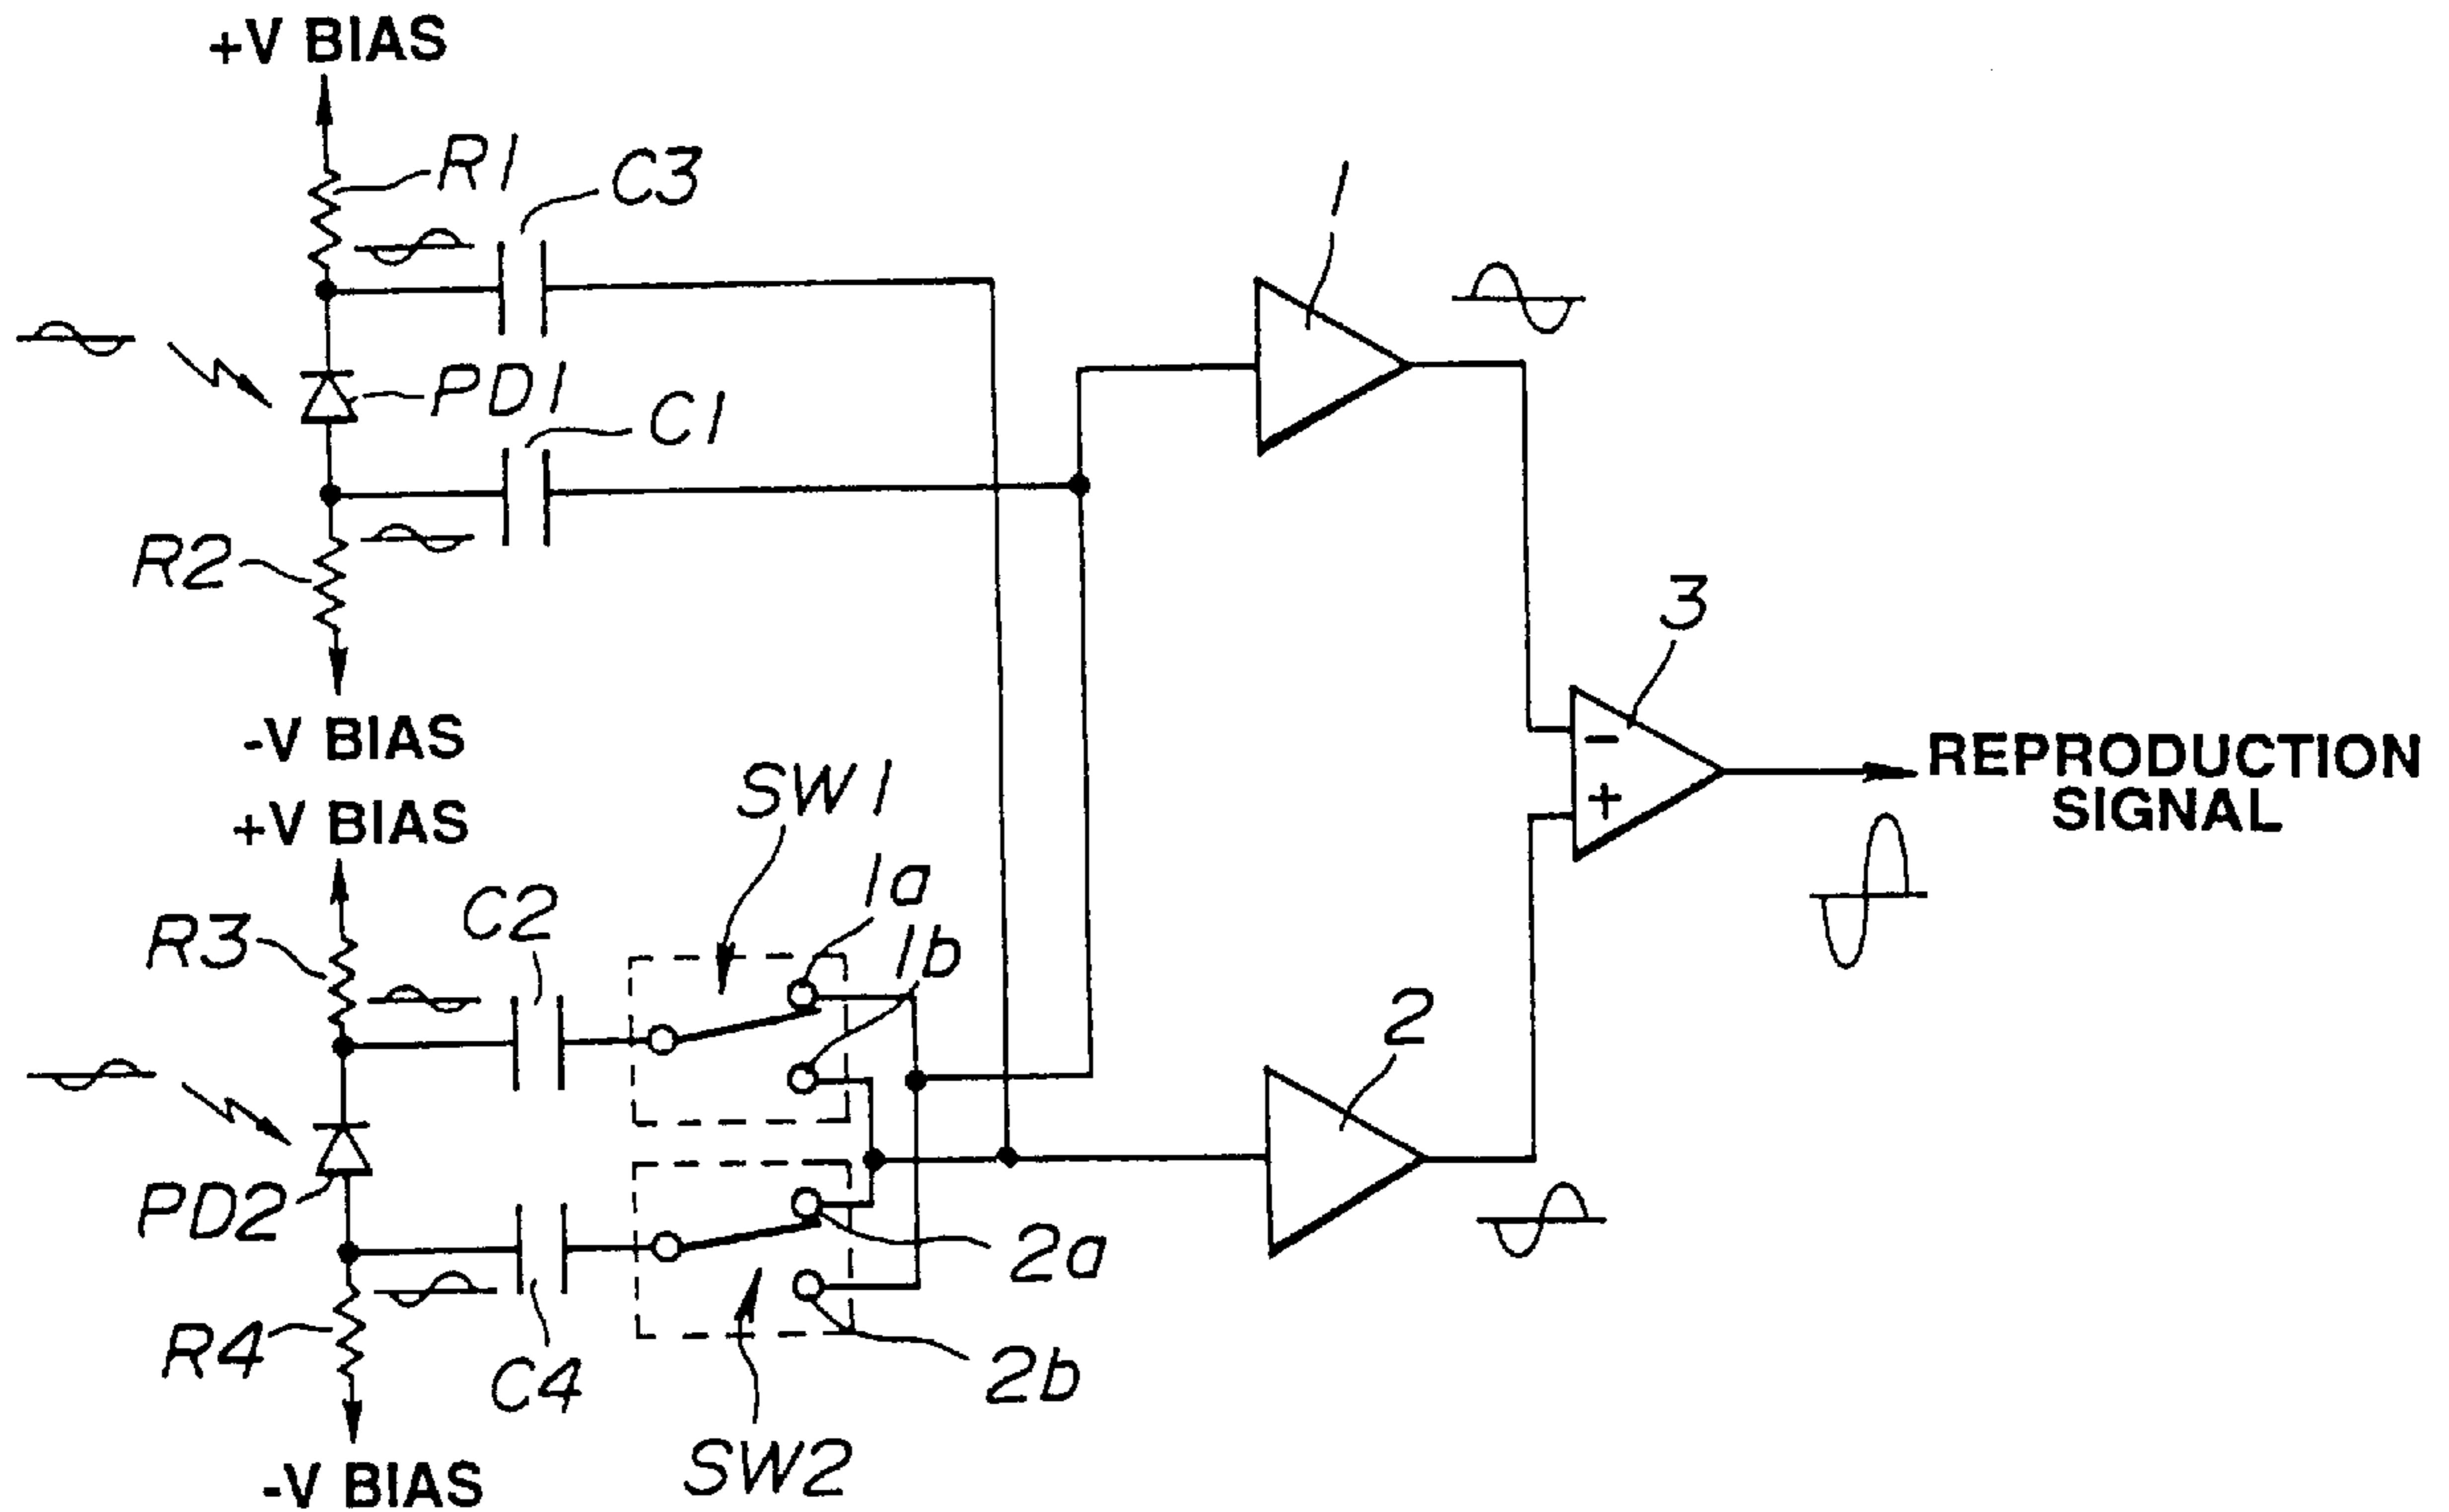 +V BIAS
R1
C3
1
PD1
C1
R2
3
-V BIAS
REPRODUCTION
SIGNAL
-
+
+V BIAS
SW1
1a
1b
R3
C2
2
PD2
2a
R4
C4
2b
SW2
-V BIAS